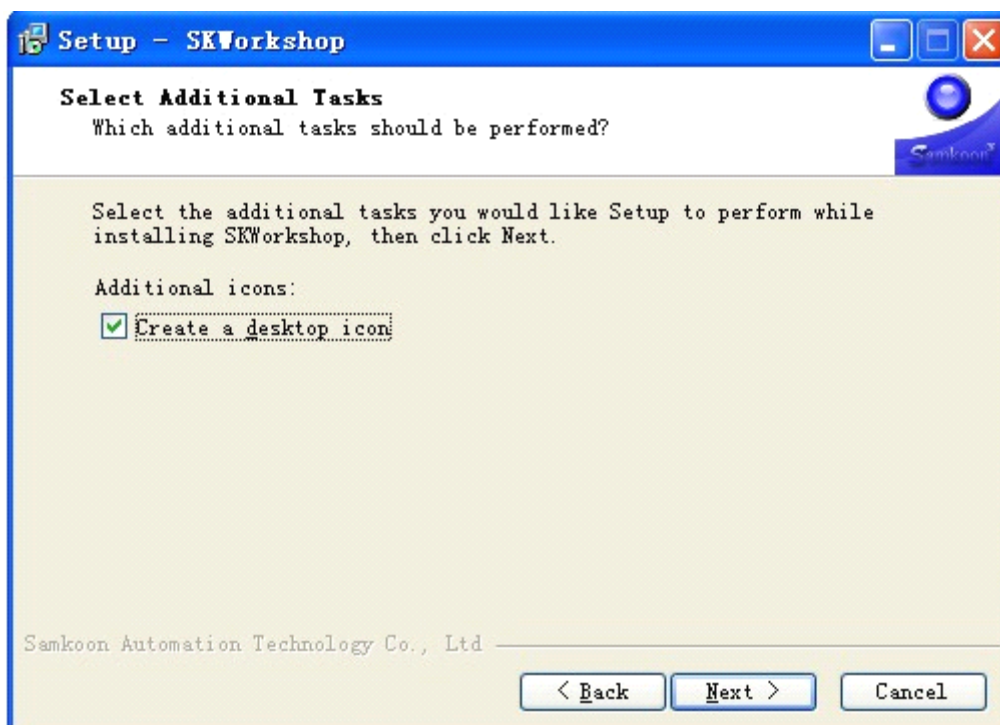 Setup - SKWorkshop
Select Additional Tasks
Which additional tasks should be performed?
Samkoon
Select the additional tasks you would like Setup to perform while
installing SKWorkshop, then click Next.
Additional icons:
Create a desktop icon
Samkoon Automation Technology Co., Ltd
< Back
Next >
Cancel